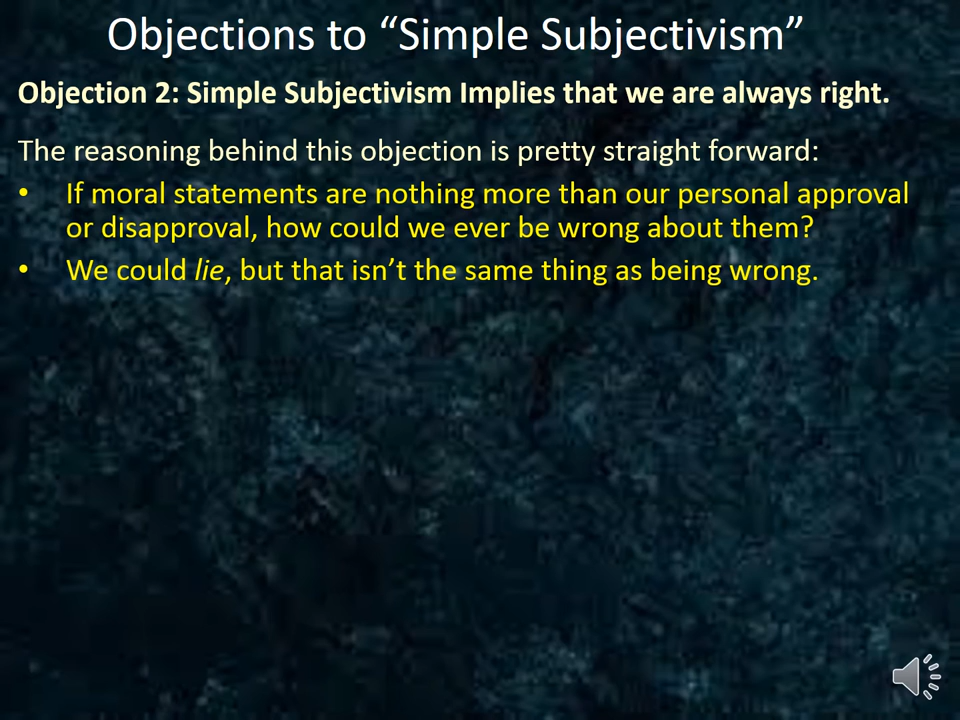 Objections to “Simple Subjectivism”
Objection 2: Simple Subjectivism Implies that we are always right.
The reasoning behind this objection is pretty straight forward:
• If moral statements are nothing more than our personal approval
or disapproval, how could we ever be wrong about them?
• We could lie, but that isn’t the same thing as being wrong.